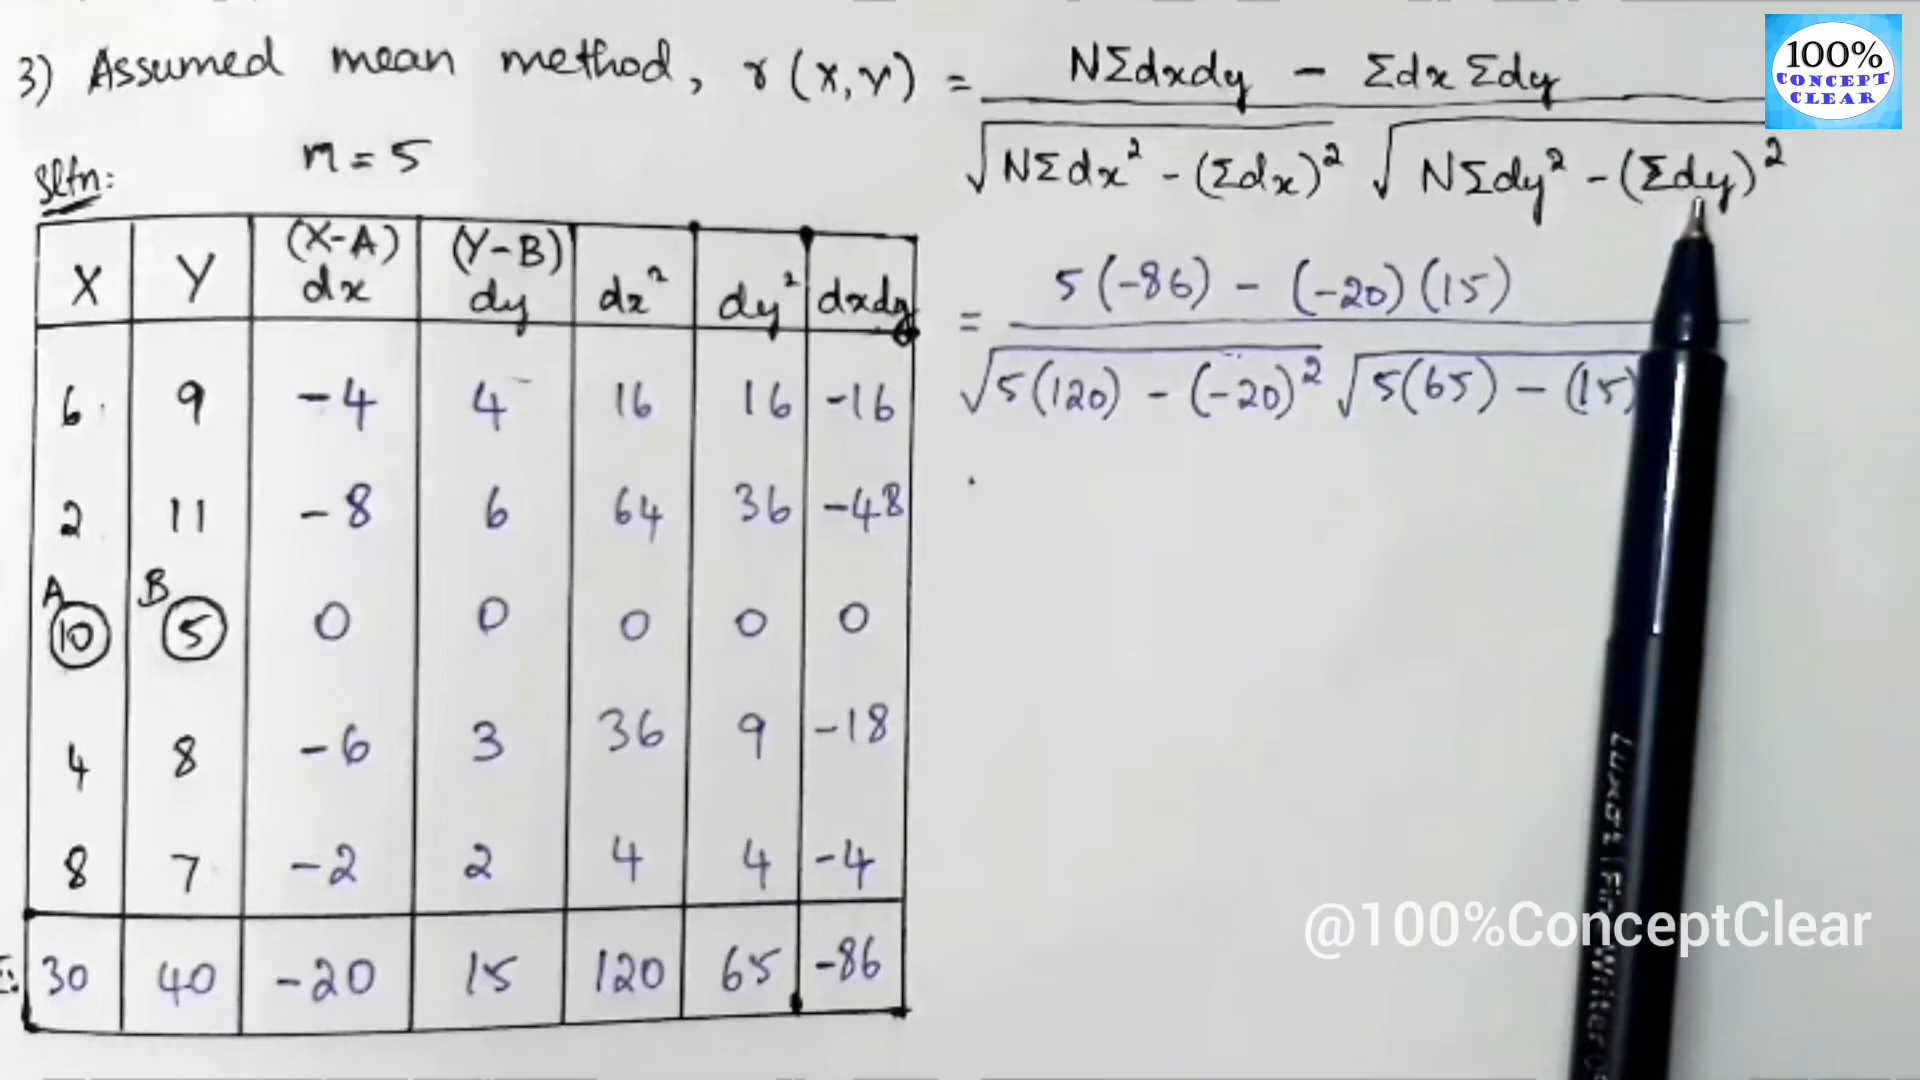 3) Assumed mean method, r(X,Y) = NΣdxdy - Σdx Σdy
√NΣdx² - (Σdx)² √NΣdy² - (Σdy)²
100%
CONCEPT
CLEAR
n = 5
Sltn:
= 5(-86) - (-20)(15)
√5(120) - (-20)² √5(65) - (15)
X Y (X-A) dx (Y-B) dy dx² dy² dxdy
6 9 -4 4 16 16 -16
2 11 -8 6 64 36 -48
A 10 B 5 0 0 0 0 0
4 8 -6 3 36 9 -18
8 7 -2 2 4 4 -4
30 40 -20 15 120 65 -86
@100%ConceptClear